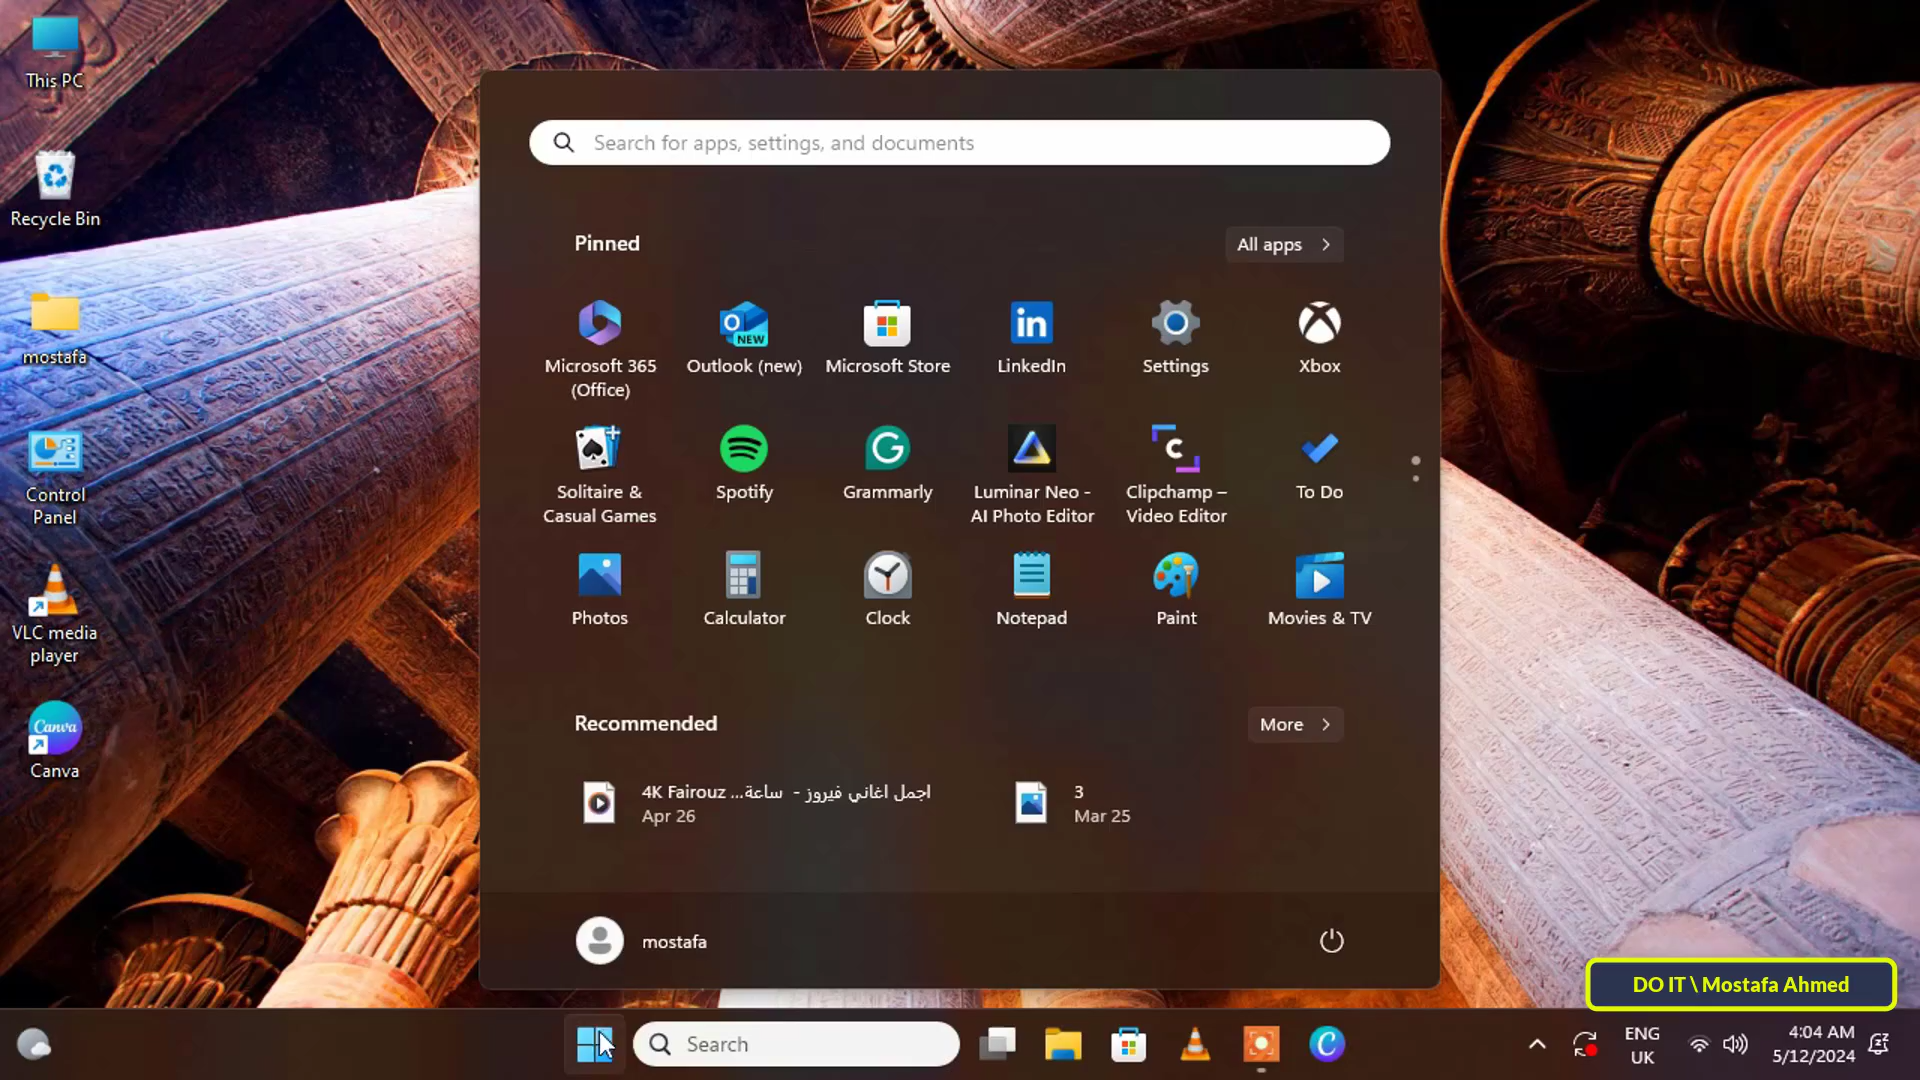 This PC
Recycle Bin
mostafa
Control
Panel
VLC media
player
Canva
Canva
Search for apps, settings, and documents
Pinned
All apps
Microsoft 365
(Office)
O
NEW
Outlook (new)
Microsoft Store
in
LinkedIn
Settings
Xbox
Solitaire &
Casual Games
Spotify
G
Grammarly
Luminar Neo -
AI Photo Editor
C
Clipchamp –
Video Editor
To Do
Photos
Calculator
Clock
Notepad
Paint
Movies & TV
Recommended
More
4K Fairouz ...اجمل اغاني فيروز - ساعة
Apr 26
3
Mar 25
mostafa
DO IT \ Mostafa Ahmed
Search
C
ENG
UK
4:04 AM
5/12/2024